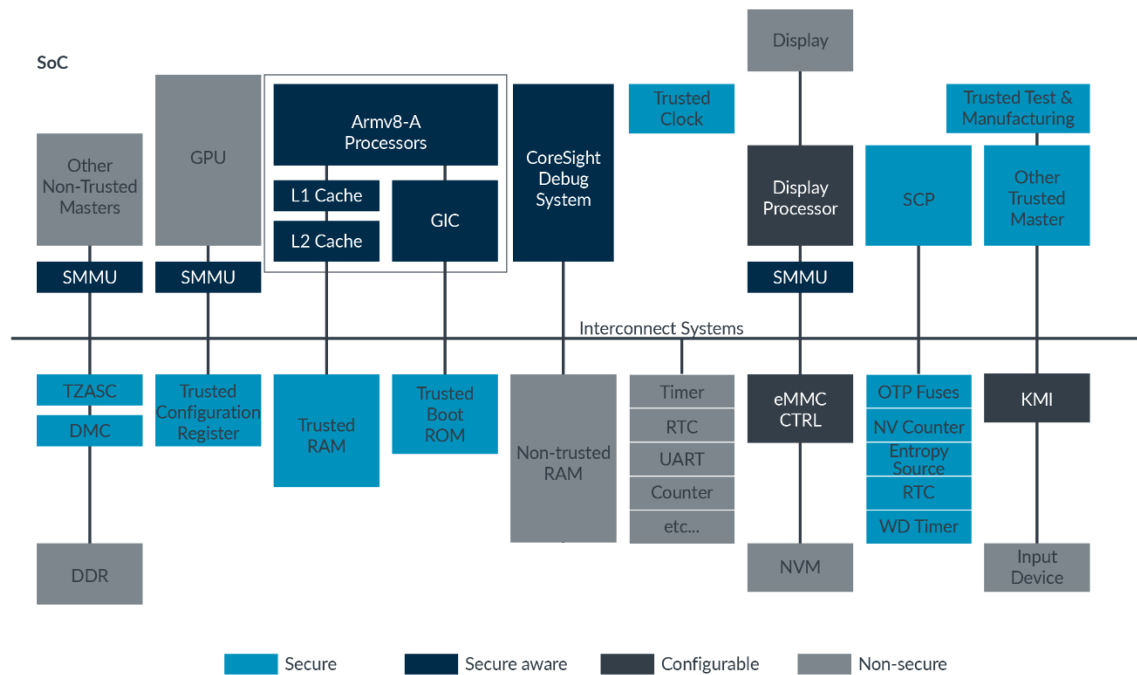 SoC
Other
Non-Trusted
Masters
SMMU
GPU
SMMU
Armv8-A
Processors
L1 Cache
L2 Cache
GIC
CoreSight
Debug
System
Trusted
Clock
Display
Display
Processor
SMMU
SCP
Trusted Test &
Manufacturing
Other
Trusted
Master
Interconnect Systems
TZASC
DMC
DDR
Trusted
Configuration
Register
Trusted
RAM
Trusted
Boot
ROM
Non-trusted
RAM
Timer
RTC
UART
Counter
etc...
eMMC
CTRL
NVM
OTP Fuses
NV Counter
Entropy
Source
RTC
WD Timer
KMI
Input
Device
Secure
Secure aware
Configurable
Non-secure